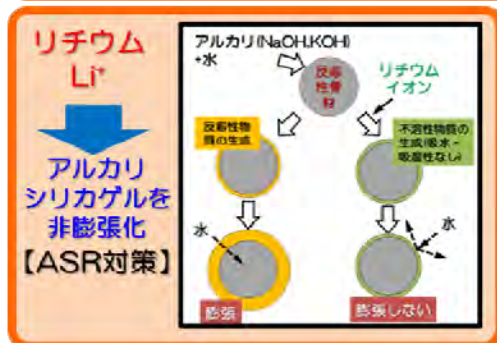 リチウム
Li⁺
アルカリ
シリカゲルを
非膨張化
【ASR対策】
アルカリ(NaOH,KOH)
+水
反応
性骨
材
リチウム
イオン
反応性物
質の生成
不溶性物質の
生成(吸水・
吸湿性なし)
水
水
膨張
膨張しない